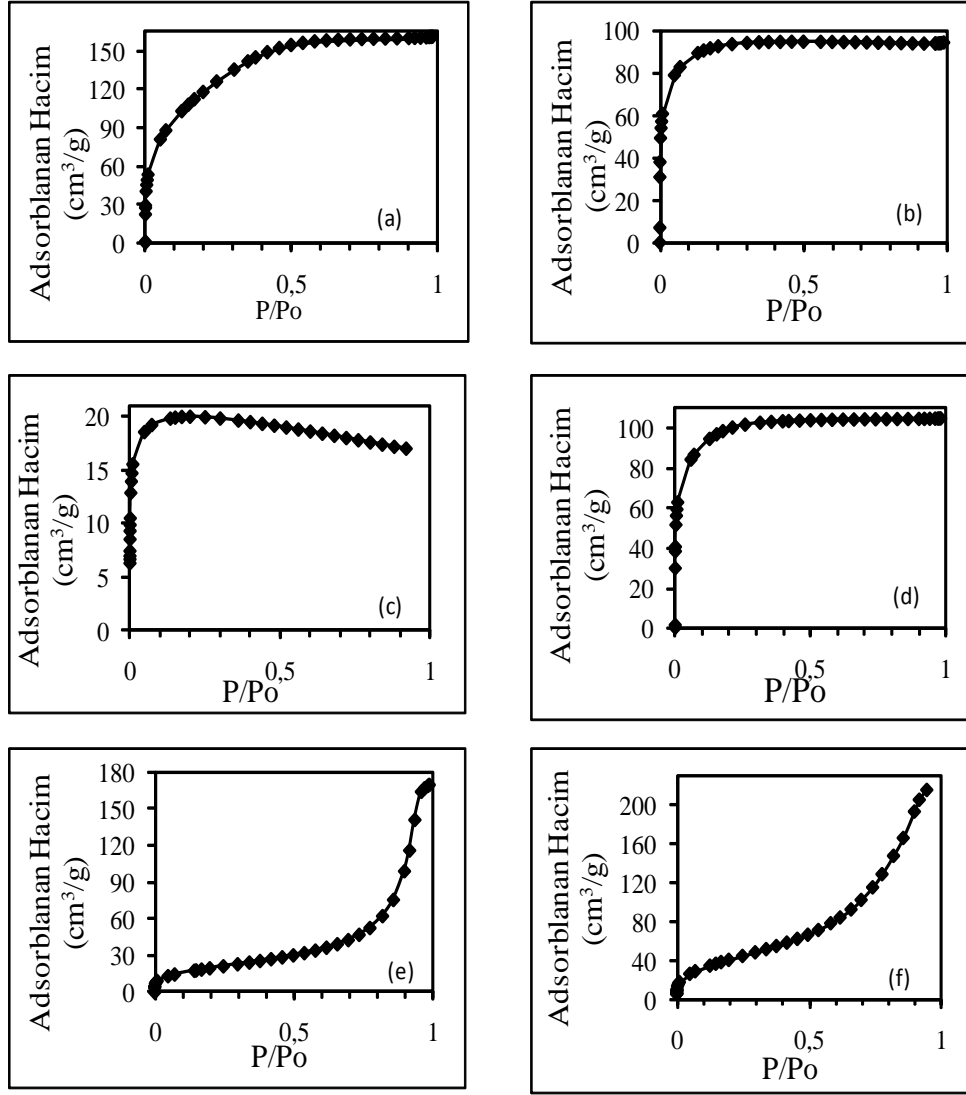 Adsorblanan Hacim
(cm³/g)
150
120
90
60
30
0
(a)
0
0,5
1
P/Po
Adsorblanan Hacim
(cm³/g)
100
80
60
40
20
0
(b)
0
0,5
1
P/Po
Adsorblanan Hacim
(cm³/g)
20
15
10
5
0
(c)
0
0,5
1
P/Po
Adsorblanan Hacim
(cm³/g)
100
80
60
40
20
0
(d)
0
0,5
1
P/Po
Adsorblanan Hacim
(cm³/g)
180
150
120
90
60
30
0
(e)
0
0,5
1
P/Po
Adsorblanan Hacim
(cm³/g)
200
160
120
80
40
0
(f)
0
0,5
1
P/Po